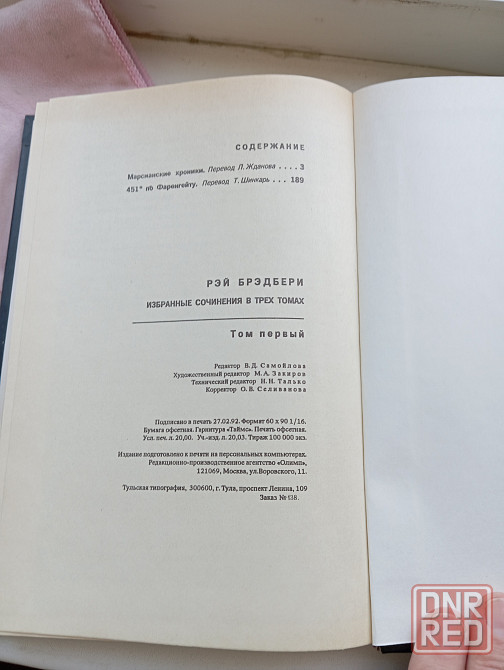 СОДЕРЖАНИЕ
Марсианские хроники. Перевод Л. Жданова . . . . 3
451° по Фаренгейту. Перевод Т. Шинкарь . . . 189
РЭЙ БРЭДБЕРИ
ИЗБРАННЫЕ СОЧИНЕНИЯ В ТРЕХ ТОМАХ
Том первый
Редактор В. Д. Самойлова
Художественный редактор М. А. Закиров
Технический редактор Н. Н. Талько
Корректор О. В. Селиванова
Подписано в печать 27.02.92. Формат 60 х 90 1/16.
Бумага офсетная. Гарнитура «Таймс». Печать офсетная.
Усл. печ. л. 20,00. Уч.-изд. л. 20,03. Тираж 100 000 экз.
Издание подготовлено к печати на персональных компьютерах.
Редакционно-производственное агентство «Олимп»,
121069, Москва, ул.Воровского, 11.
Тульская типография, 300600, г. Тула, проспект Ленина, 109
Заказ №
DNR
RED